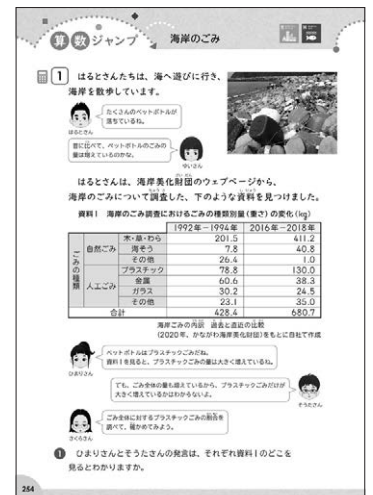 算数ジャンプ
海岸のごみ
1 はるとさんたちは、海へ遊びに行き、
海岸を散歩しています。
たくさんのペットボトルが
落ちているね。
はるとさん
昔に比べて、ペットボトルのごみの
量は増えているのかな。
ゆいさん
はるとさんは、海岸美化財団のウェブページから、
海岸のごみについて調査した、下のような資料を見つけました。
資料1 海岸のごみ調査におけるごみの種類別量(重さ)の変化(kg)
1992年-1994年 2016年-2018年
ごみの種類
自然ごみ
木・草・わら 201.5 411.2
海そう 7.8 40.8
その他 26.4 1.0
人工ごみ
プラスチック 78.8 130.0
金属 60.6 38.3
ガラス 30.2 24.5
その他 23.1 35.0
合計 428.4 680.7
海岸ごみの内訳 過去と直近の比較
(2020年、かながわ海岸美化財団)をもとに自社で作成
ペットボトルはプラスチックごみだね。
資料1を見ると、プラスチックごみの量は大きく増えているね。
ひまりさん
でも、ごみ全体の量も増えているから、プラスチックごみだけが
大きく増えているかはわからないよ。
そうたさん
ごみ全体に対するプラスチックごみの割合を
調べて、確かめてみよう。
さくらさん
1 ひまりさんとそうたさんの発言は、それぞれ資料1のどこを
見るとわかりますか。
254